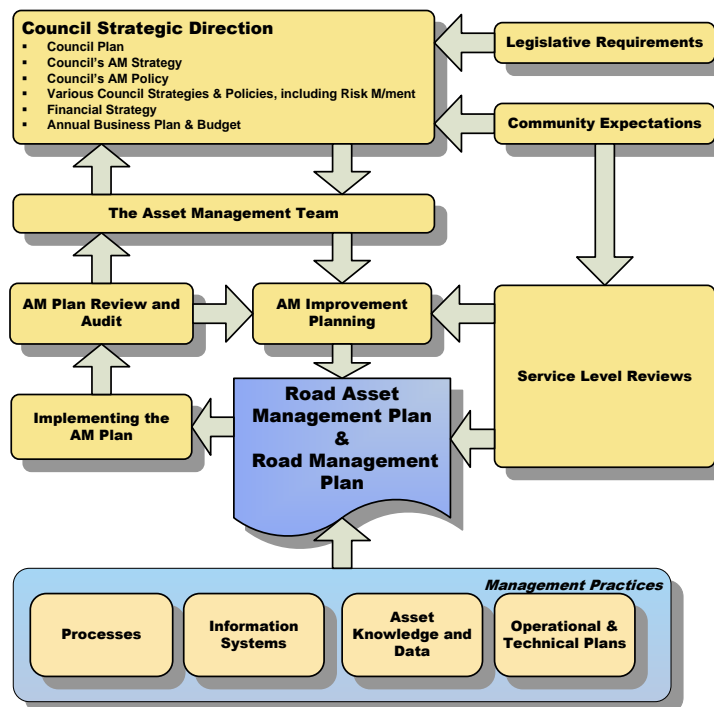 Council Strategic Direction
▪ Council Plan
▪ Council's AM Strategy
▪ Council's AM Policy
▪ Various Council Strategies & Policies, including Risk M/ment
▪ Financial Strategy
▪ Annual Business Plan & Budget
Legislative Requirements
Community Expectations
The Asset Management Team
AM Plan Review and
Audit
AM Improvement
Planning
Service Level Reviews
Implementing the
AM Plan
Road Asset
Management Plan
&
Road Management
Plan
Management Practices
Processes
Information
Systems
Asset
Knowledge and
Data
Operational &
Technical Plans